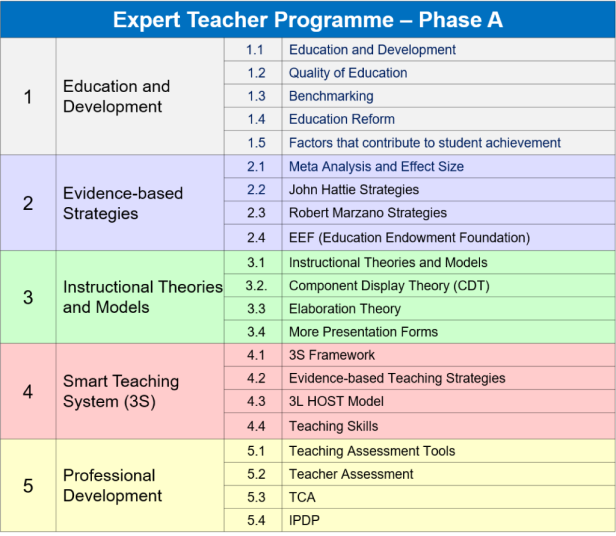 Expert Teacher Programme – Phase A
1
Education and
Development
1.1 Education and Development
1.2 Quality of Education
1.3 Benchmarking
1.4 Education Reform
1.5 Factors that contribute to student achievement
2
Evidence-based
Strategies
2.1 Meta Analysis and Effect Size
2.2 John Hattie Strategies
2.3 Robert Marzano Strategies
2.4 EEF (Education Endowment Foundation)
3
Instructional Theories
and Models
3.1 Instructional Theories and Models
3.2. Component Display Theory (CDT)
3.3 Elaboration Theory
3.4 More Presentation Forms
4
Smart Teaching
System (3S)
4.1 3S Framework
4.2 Evidence-based Teaching Strategies
4.3 3L HOST Model
4.4 Teaching Skills
5
Professional
Development
5.1 Teaching Assessment Tools
5.2 Teacher Assessment
5.3 TCA
5.4 IPDP